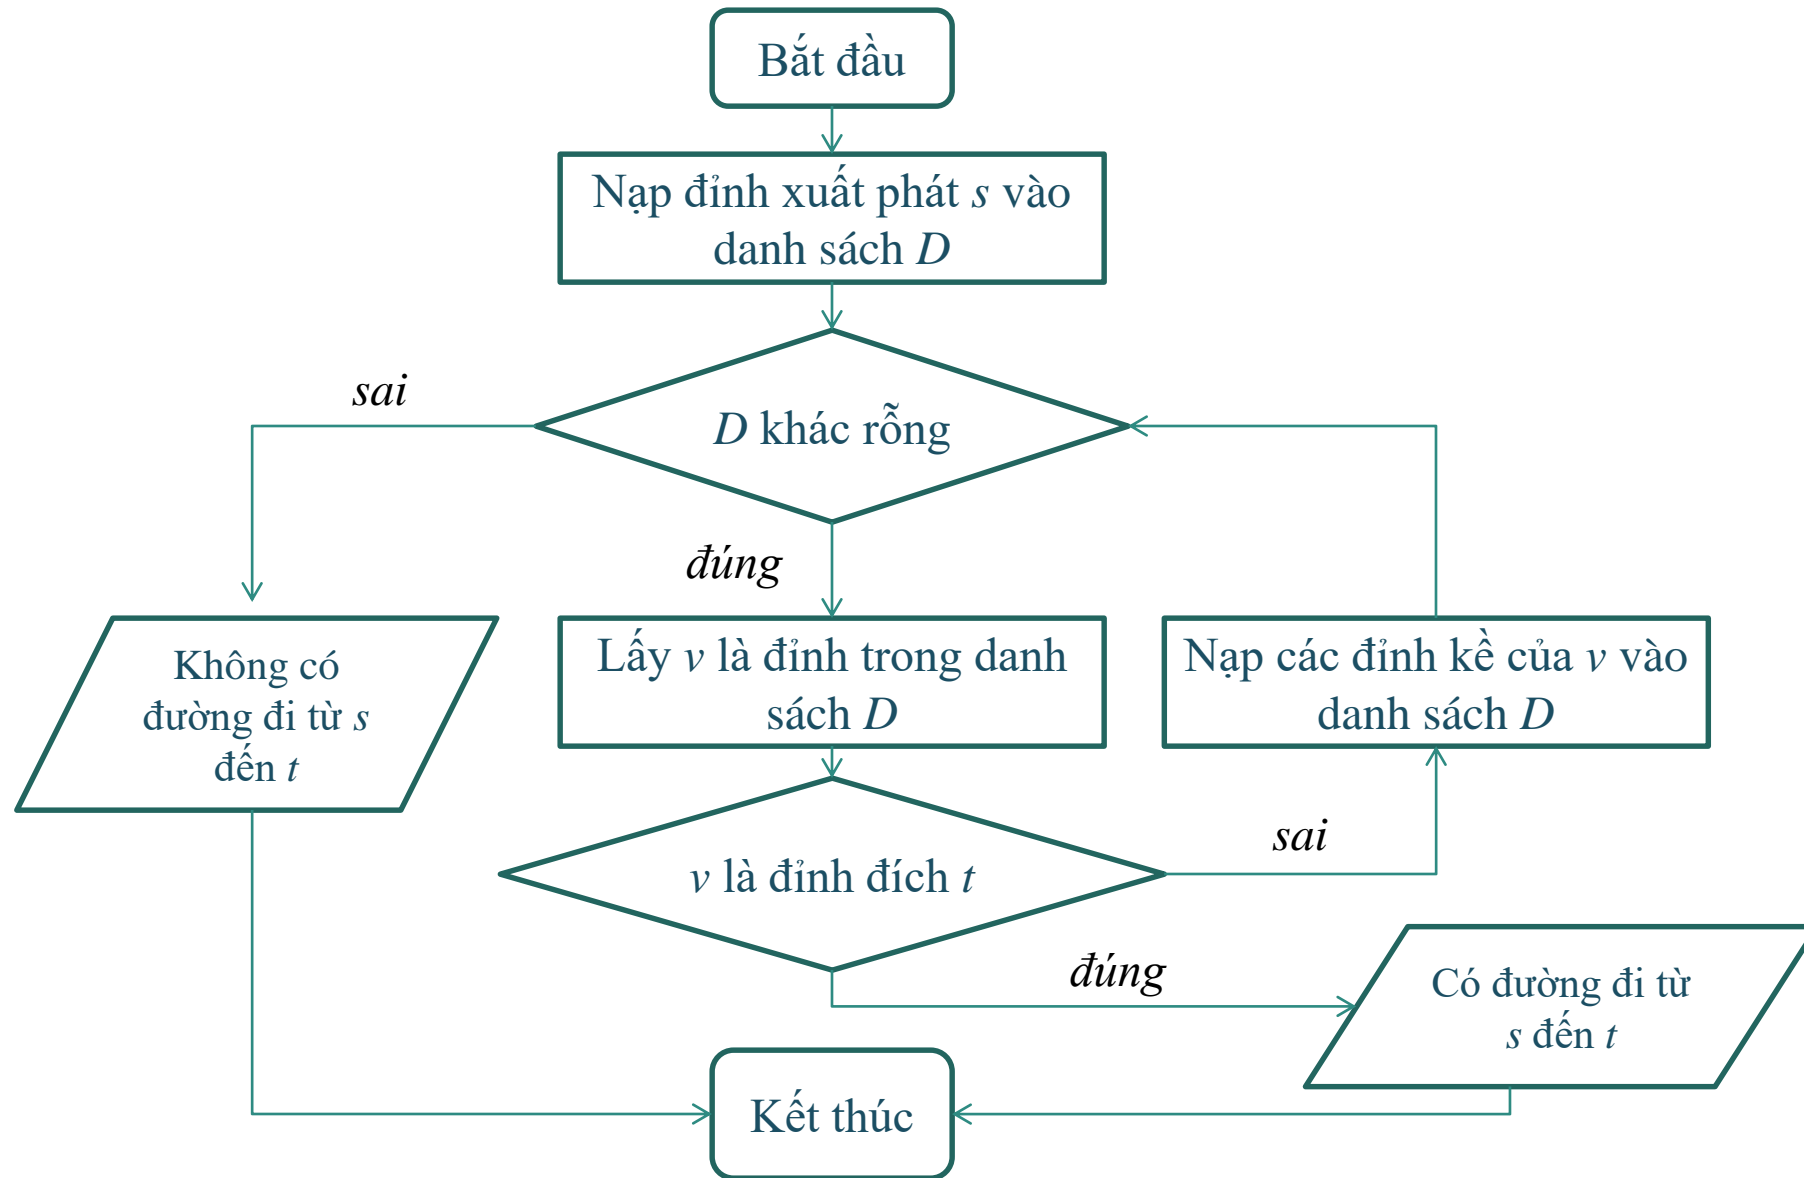 Bắt đầu
Nạp đỉnh xuất phát s vào
danh sách D
sai
D khác rỗng
đúng
Không có
đường đi từ s
đến t
Lấy v là đỉnh trong danh
sách D
Nạp các đỉnh kề của v vào
danh sách D
v là đỉnh đích t
sai
đúng
Có đường đi từ
s đến t
Kết thúc